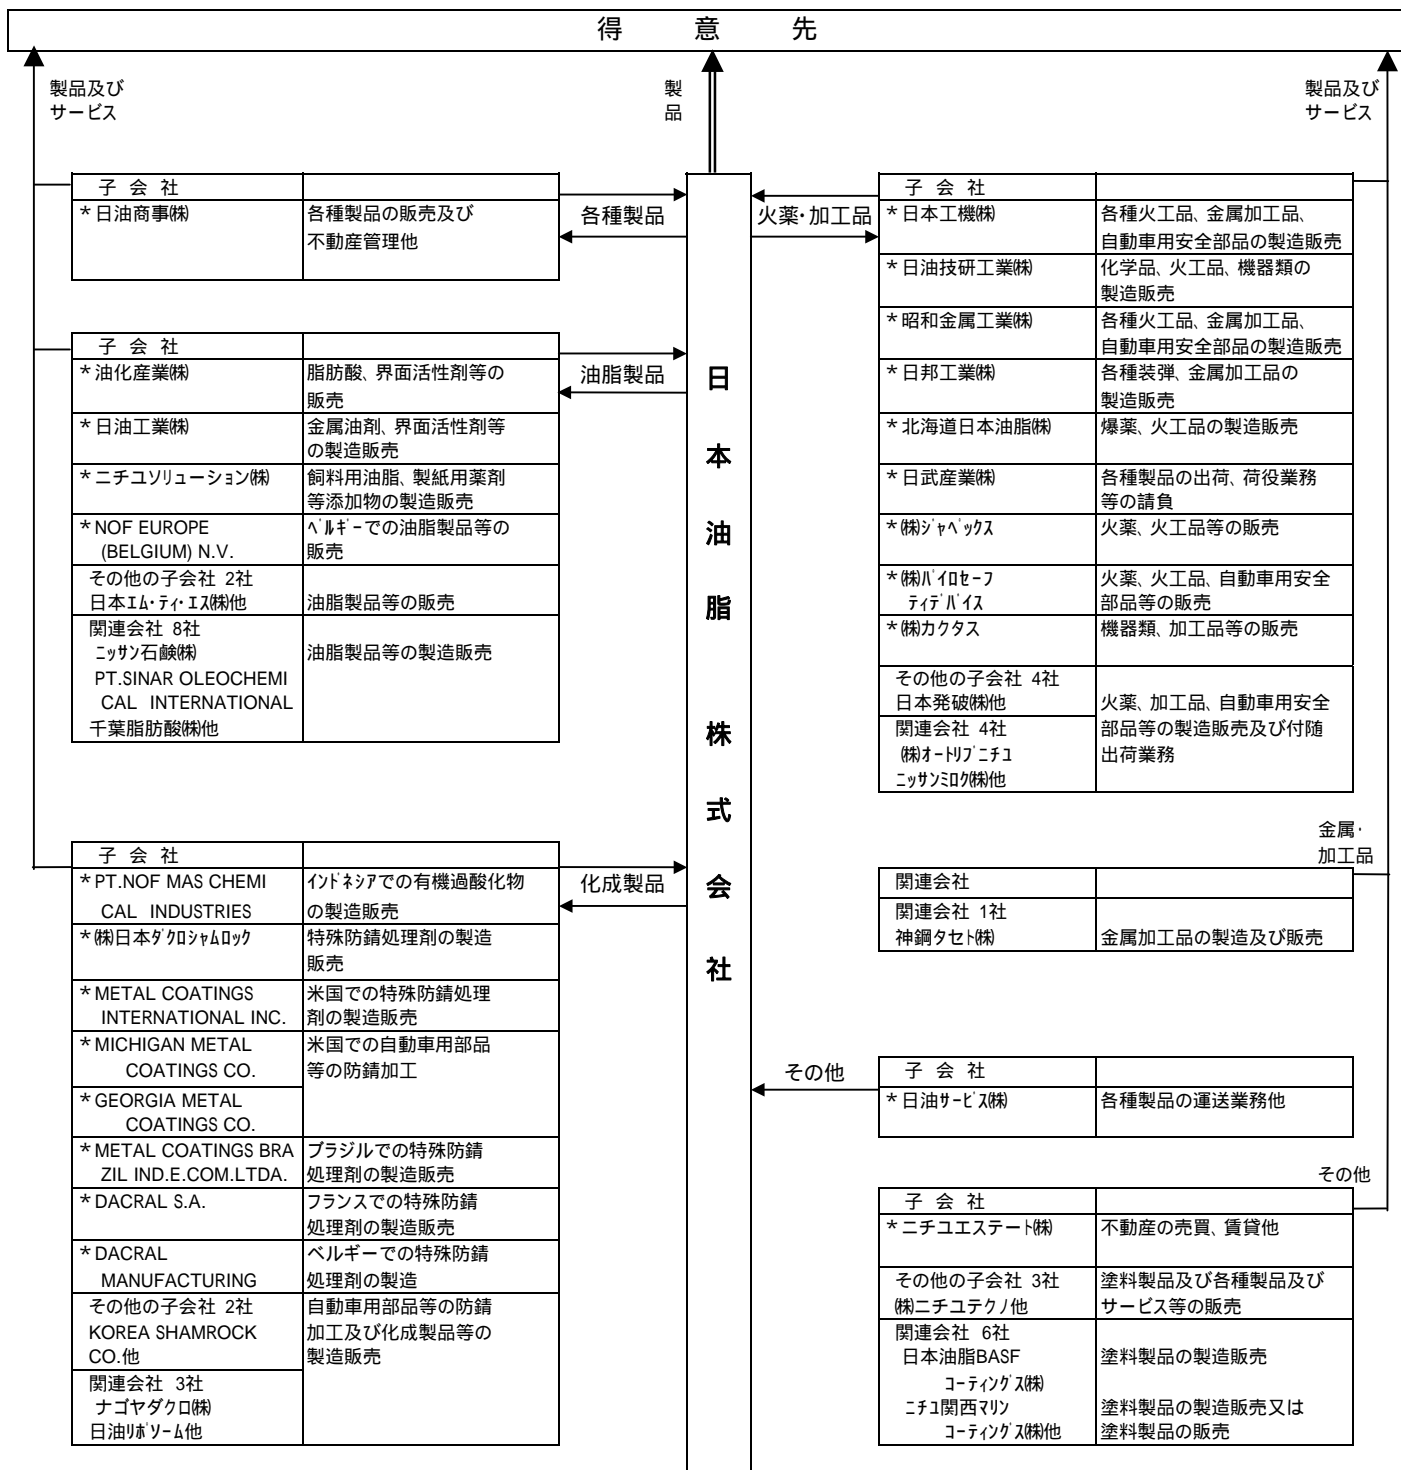 得意先
製品及び
サービス
製
品
製品及び
サービス
子会社
*日油商事㈱ 各種製品の販売及び
不動産管理他
各種製品
子会社
*油化産業㈱ 脂肪酸、界面活性剤等の
販売
*日油工業㈱ 金属油剤、界面活性剤等
の製造販売
*ニチユソリューション㈱ 飼料用油脂、製紙用薬剤
等添加物の製造販売
*NOF EUROPE ベルギーでの油脂製品等の
(BELGIUM) N.V. 販売
その他の子会社 2社
日本エム・ティ・エス㈱他 油脂製品等の販売
関連会社 8社
ニッサン石鹸㈱ 油脂製品等の製造販売
PT.SINAR OLEOCHEMI
CAL INTERNATIONAL
千葉脂肪酸㈱他
油脂製品
子会社
*PT.NOF MAS CHEMI インドネシアでの有機過酸化物
CAL INDUSTRIES の製造販売
*㈱日本ダクロシャムロック 特殊防錆処理剤の製造
販売
*METAL COATINGS 米国での特殊防錆処理
INTERNATIONAL INC. 剤の製造販売
*MICHIGAN METAL 米国での自動車用部品
COATINGS CO. 等の防錆加工
*GEORGIA METAL
COATINGS CO.
*METAL COATINGS BRA ブラジルでの特殊防錆
ZIL IND.E.COM.LTDA. 処理剤の製造販売
*DACRAL S.A. フランスでの特殊防錆
処理剤の製造販売
*DACRAL ベルギーでの特殊防錆
MANUFACTURING 処理剤の製造
その他の子会社 2社 自動車用部品等の防錆
KOREA SHAMROCK 加工及び化成製品等の
CO.他 製造販売
関連会社 3社
ナゴヤダクロ㈱
日油リポソーム他
化成製品
日本油脂株式会社
火薬・加工品
子会社
*日本工機㈱ 各種火工品、金属加工品、
自動車用安全部品の製造販売
*日油技研工業㈱ 化学品、火工品、機器類の
製造販売
*昭和金属工業㈱ 各種火工品、金属加工品、
自動車用安全部品の製造販売
*日邦工業㈱ 各種装弾、金属加工品の
製造販売
*北海道日本油脂㈱ 爆薬、火工品の製造販売
*日武産業㈱ 各種製品の出荷、荷役業務
等の請負
*㈱ジャペックス 火薬、火工品等の販売
*㈱パイロセーフ 火薬、火工品、自動車用安全
ティデバイス 部品等の販売
*㈱カクタス 機器類、加工品等の販売
その他の子会社 4社
日本発破㈱他 火薬、加工品、自動車用安全
関連会社 4社 部品等の製造販売及び付随
㈱オートリブニチユ 出荷業務
ニッサンミロク㈱他
金属・
加工品
関連会社
関連会社 1社
神鋼タセト㈱ 金属加工品の製造及び販売
その他
子会社
*日油サービス㈱ 各種製品の運送業務他
その他
子会社
*ニチユエステート㈱ 不動産の売買、賃貸他
その他の子会社 3社 塗料製品及び各種製品及び
㈱ニチユテクノ他 サービス等の販売
関連会社 6社
日本油脂BASF 塗料製品の製造販売
コーティングス㈱
ニチユ関西マリン 塗料製品の製造販売又は
コーティングス㈱他 塗料製品の販売